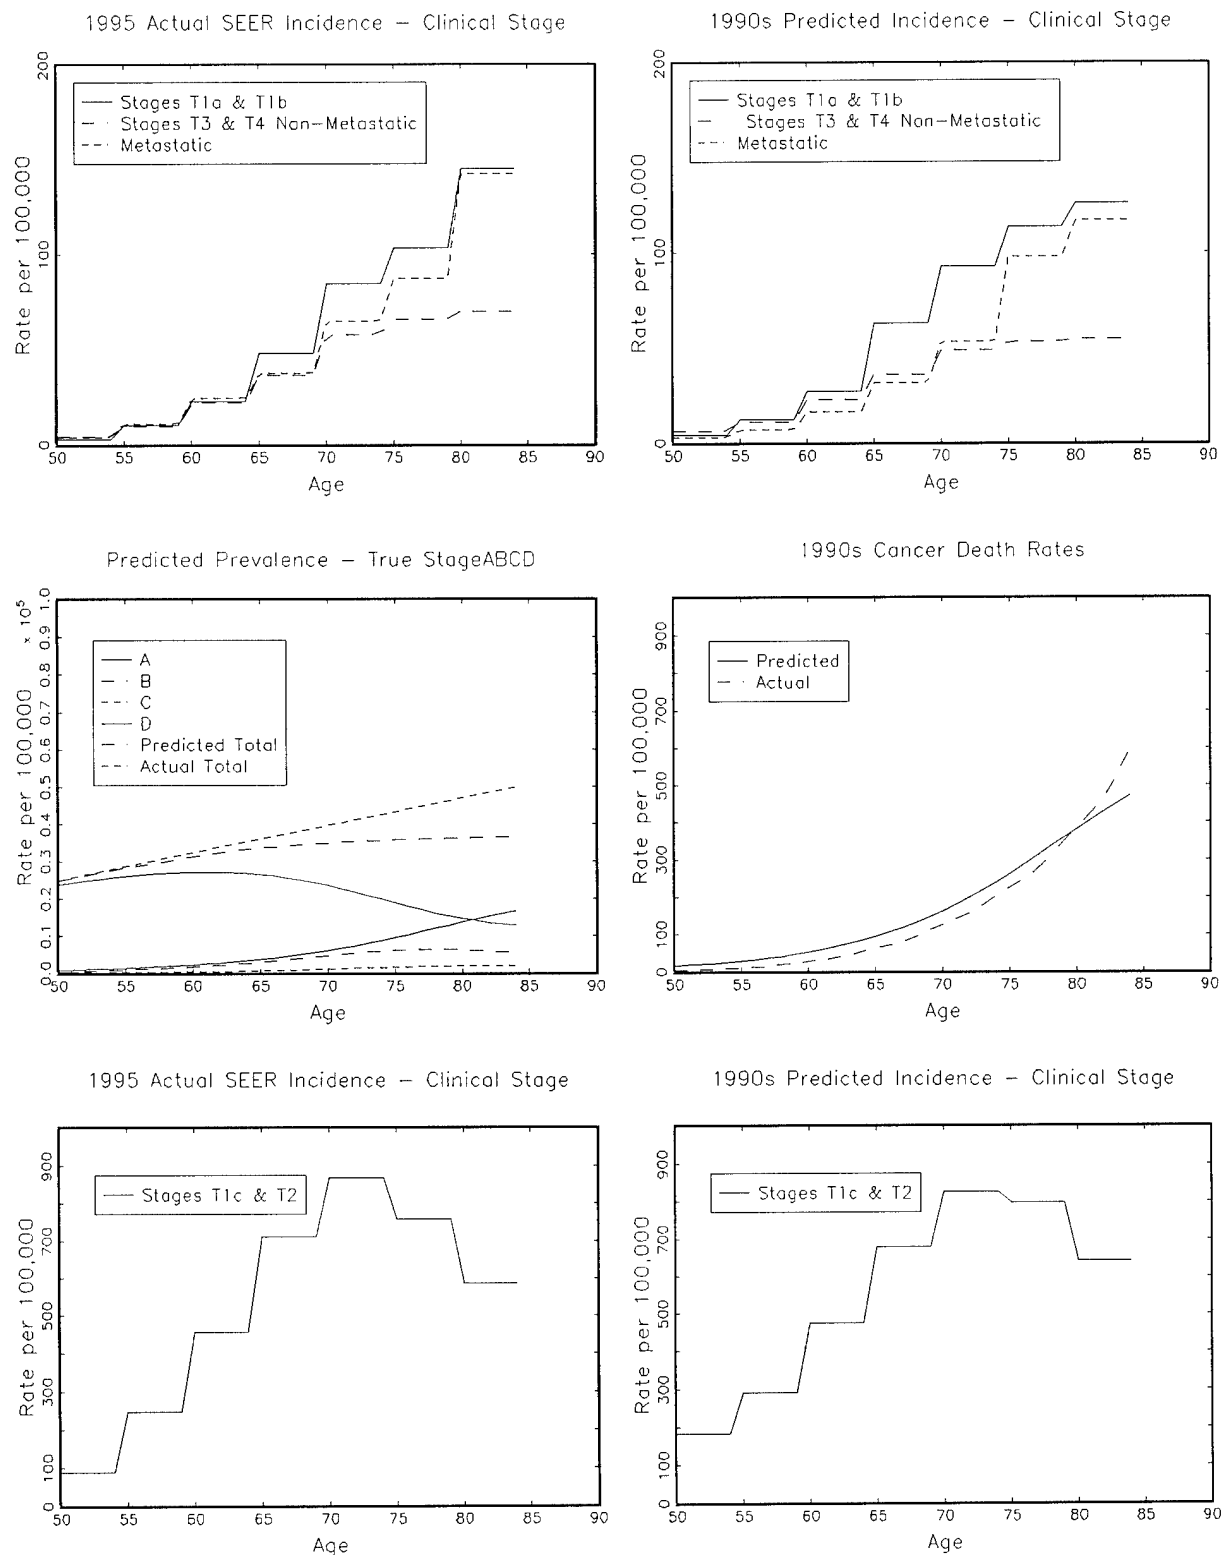 1995 Actual SEER Incidence – Clinical Stage
200
100
0
Rate per 100,000
Stages T1a & T1b
Stages T3 & T4 Non-Metastatic
Metastatic
50 55 60 65 70 75 80 85 90
Age
1990s Predicted Incidence – Clinical Stage
200
100
0
Rate per 100,000
Stages T1a & T1b
Stages T3 & T4 Non-Metastatic
Metastatic
50 55 60 65 70 75 80 85 90
Age
Predicted Prevalence – True StageABCD
× 10⁵
1.0
0.9
0.8
0.7
0.6
0.5
0.4
0.3
0.2
0.1
0.0
Rate per 100,000
A
B
C
D
Predicted Total
Actual Total
50 55 60 65 70 75 80 85 90
Age
1990s Cancer Death Rates
900
700
500
300
100
0
Rate per 100,000
Predicted
Actual
50 55 60 65 70 75 80 85 90
Age
1995 Actual SEER Incidence – Clinical Stage
900
700
500
300
100
0
Rate per 100,000
Stages T1c & T2
50 55 60 65 70 75 80 85 90
Age
1990s Predicted Incidence – Clinical Stage
900
700
500
300
100
0
Rate per 100,000
Stages T1c & T2
50 55 60 65 70 75 80 85 90
Age